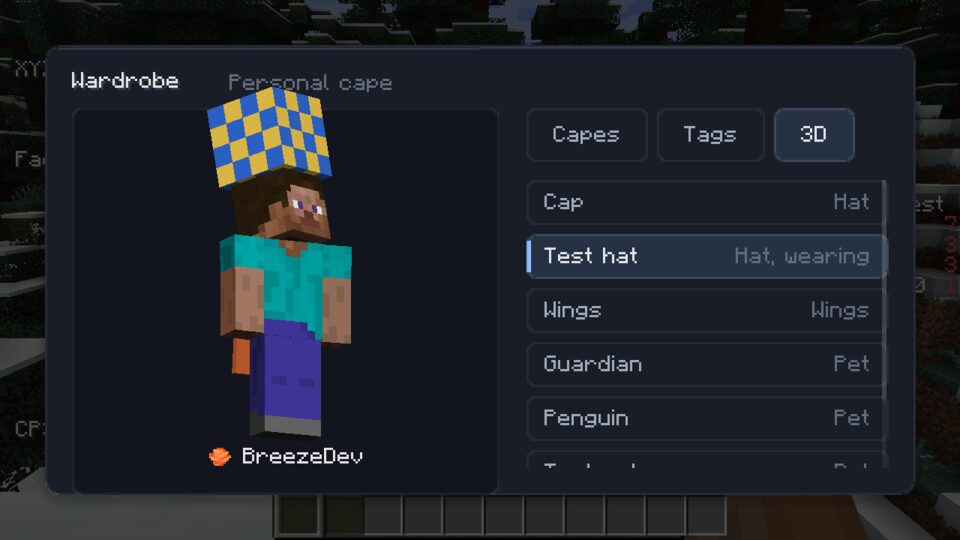 Wardrobe
Personal cape
Capes
Tags
3D
Cap
Hat
Test hat
Hat, wearing
Wings
Wings
Guardian
Pet
Penguin
Pet
BreezeDev